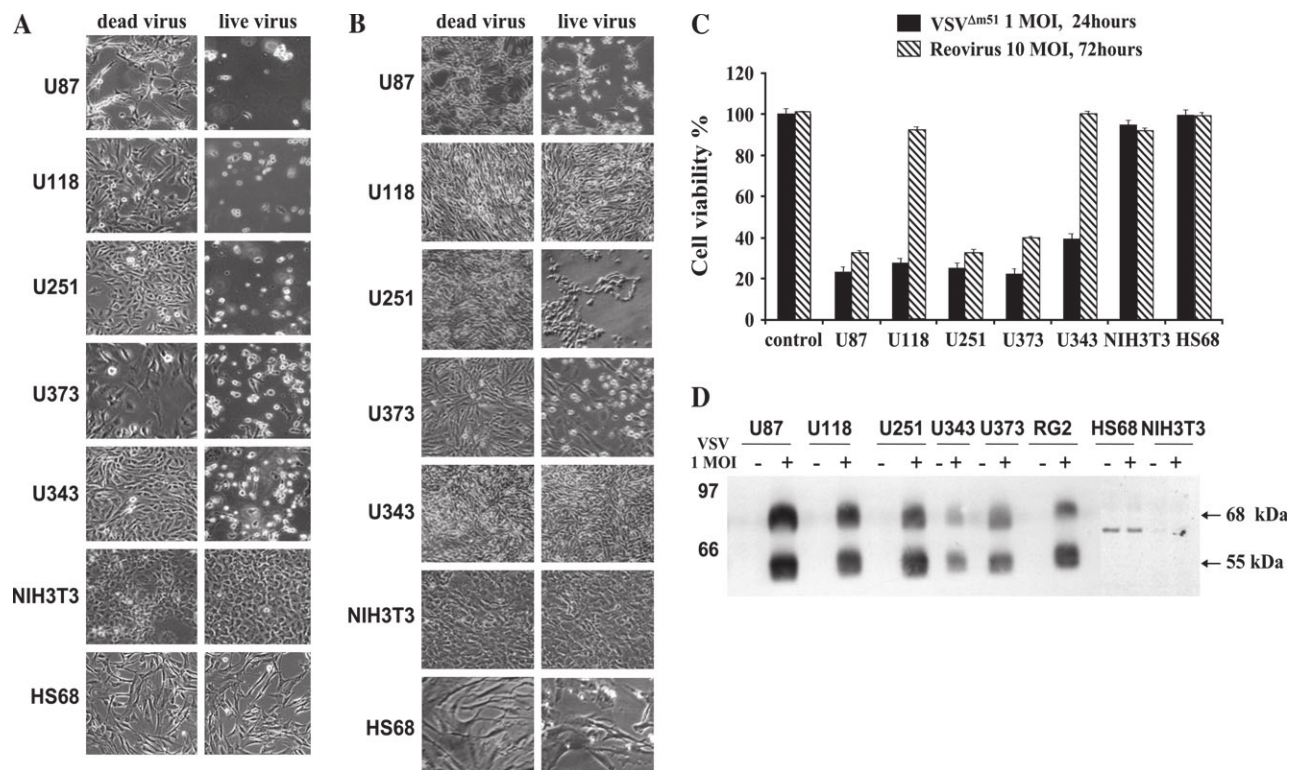 A
dead virus live virus
U87
U118
U251
U373
U343
NIH3T3
HS68
B
dead virus live virus
U87
U118
U251
U373
U343
NIH3T3
HS68
C
VSVΔm51 1 MOI, 24hours
Reovirus 10 MOI, 72hours
Cell viability %
120
100
80
60
40
20
0
control U87 U118 U251 U373 U343 NIH3T3 HS68
D
U87 U118 U251 U343 U373 RG2 HS68 NIH3T3
VSV
1 MOI - + - + - + - + - + - + - + - +
97
66
← 68 kDa
← 55 kDa